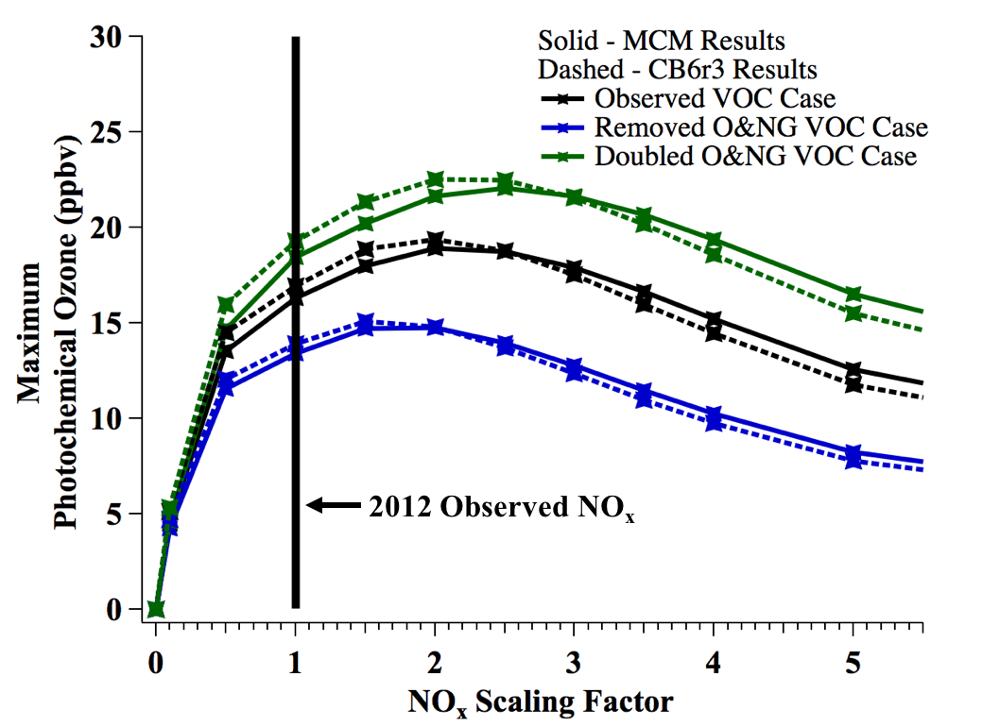 Solid - MCM Results
Dashed - CB6r3 Results
Observed VOC Case
Removed O&NG VOC Case
Doubled O&NG VOC Case
30
25
20
15
10
5
0
Maximum
Photochemical Ozone (ppbv)
2012 Observed NOx
0 1 2 3 4 5
NOx Scaling Factor